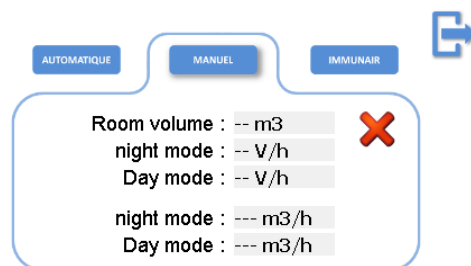 AUTOMATIQUE MANUEL IMMUNAIR
Room volume : -- m3
night mode : -- V/h
Day mode : -- V/h
night mode : --- m3/h
Day mode : --- m3/h